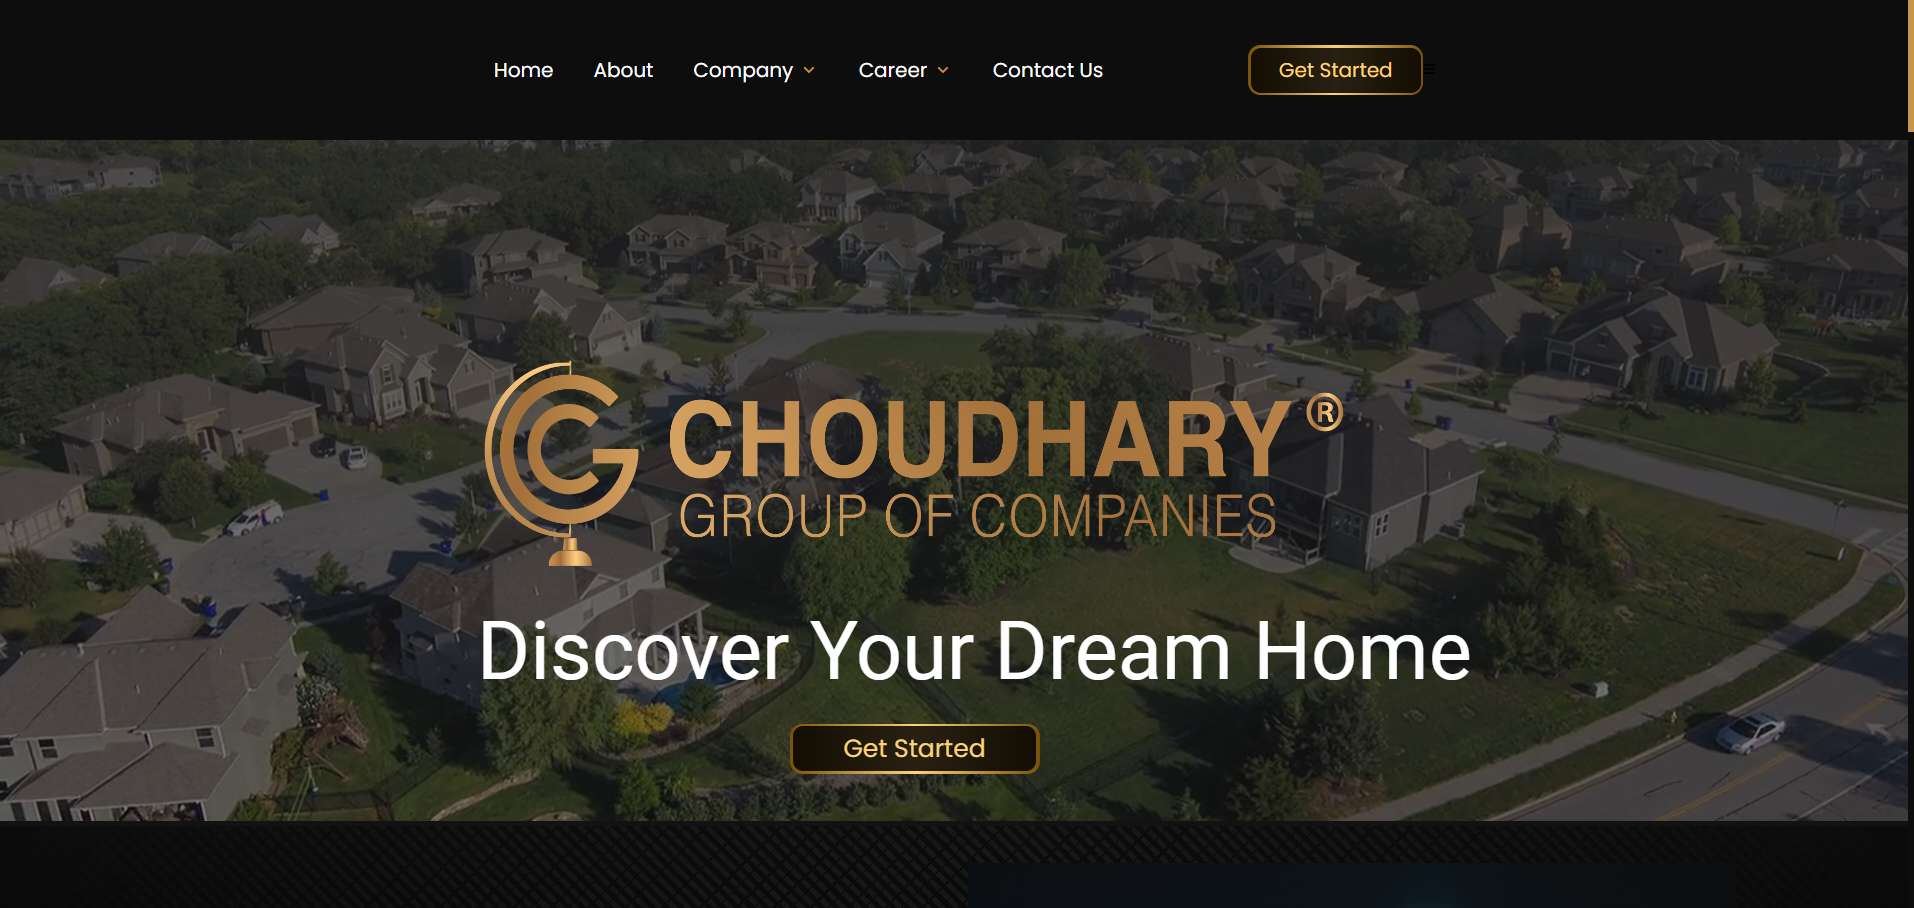 Home About Company Career Contact Us Get Started
CHOUDHARY ®
GROUP OF COMPANIES
Discover Your Dream Home
Get Started